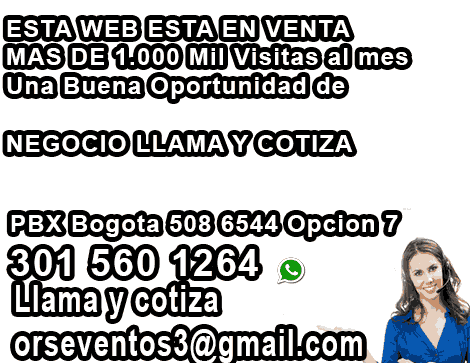 ESTA WEB ESTA EN VENTA
MAS DE 1.000 Mil Visitas al mes
Una Buena Oportunidad de
NEGOCIO LLAMA Y COTIZA
PBX Bogota 508 6544 Opcion 7
301 560 1264
Llama y cotiza
orseventos3@gmail.com